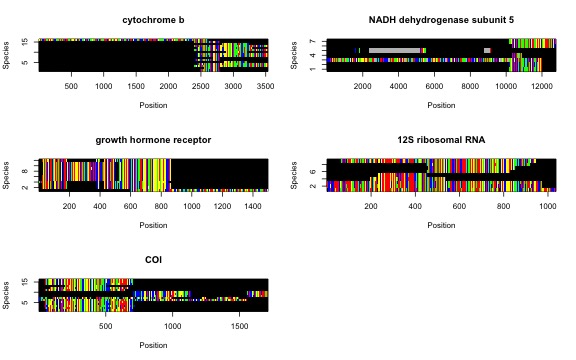 cytochrome b
Species
5 15
500 1000 1500 2000 2500 3000 3500
Position
NADH dehydrogenase subunit 5
Species
1 4 7
2000 4000 6000 8000 10000 12000
Position
growth hormone receptor
Species
2 8
200 400 600 800 1000 1200 1400
Position
12S ribosomal RNA
Species
2 6
200 400 600 800 1000
Position
COI
Species
5 15
500 1000 1500
Position